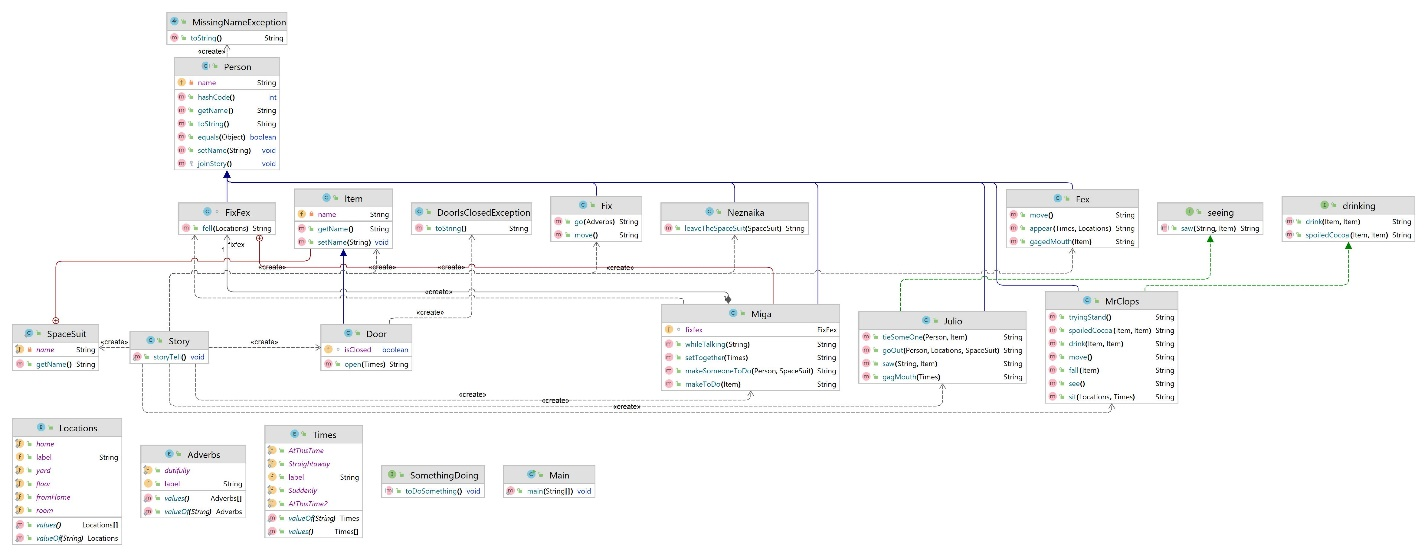 MissingNameException
toString() String
«create»
Person
name String
hashCode() int
getName() String
toString() String
equals(Object) boolean
setName(String) void
joinStory() void
FixFex
fell(Locations) String
Item
name String
getName() String
setName(String) void
DoorIsClosedException
toString() String
Fix
go(Adverbs) String
move() String
Neznaika
leaveTheSpaceSuit(SpaceSuit) String
Fex
move() String
appear(Times, Locations) String
gagedMouth(Item) String
seeing
saw(String, Item) String
drinking
drink(Item, Item) String
spoiledCocoa(Item, Item) String
1
fixfex
«create» «create» «create» «create»
«create»
«create»
SpaceSuit
name String
getName() String
«create»
Story
storyTell() void
«create»
Door
isClosed boolean
open(Times) String
Miga
fixfex FixFex
whileTalking(String) String
setTogether(Times) String
makeSomeoneToDo(Person, SpaceSuit) String
makeToDo(Item) String
Julio
tieSomeOne(Person, Item) String
goOut(Person, Locations, SpaceSuit) String
saw(String, Item) String
gagMouth(Times) String
MrClops
tryingStand() String
spoiledCocoa(Item, Item) String
drink(Item, Item) String
move() String
fall(Item) String
see() String
sit(Locations, Times) String
«create»
«create»
«create»
Locations
home
label String
yard
floor
fromHome
room
values() Locations[]
valueOf(String) Locations
Adverbs
dutifully
label String
values() Adverbs[]
valueOf(String) Adverbs
Times
AtThisTime
Straightaway
label String
Suddenly
AtThisTime2
valueOf(String) Times
values() Times[]
SomethingDoing
toDoSomething() void
Main
main(String[]) void